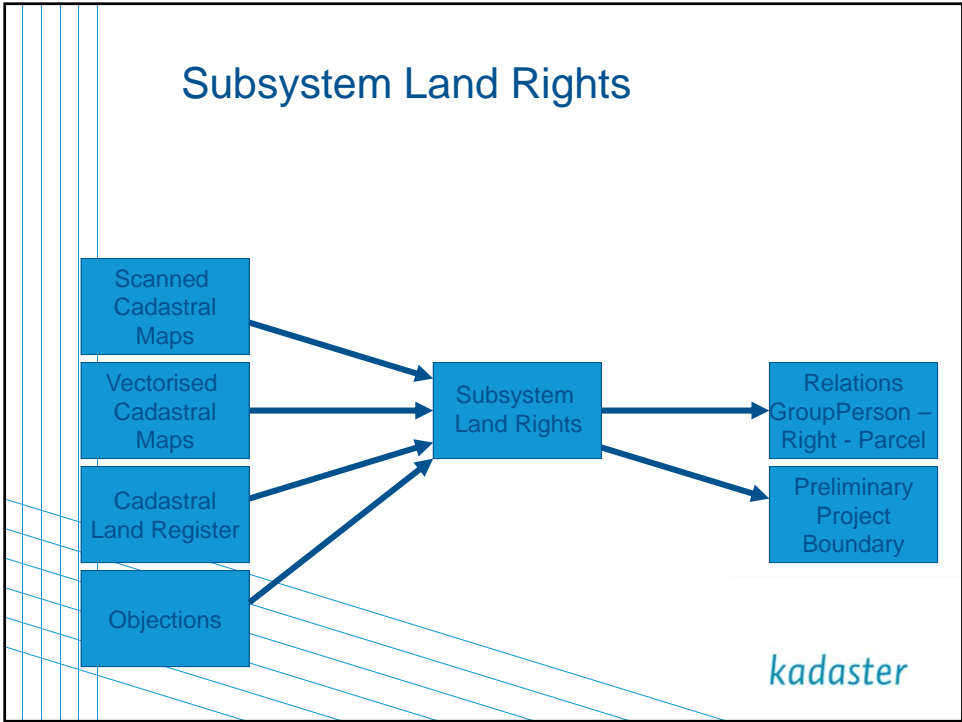 Subsystem Land Rights
Scanned
Cadastral
Maps
Vectorised
Cadastral
Maps
Cadastral
Land Register
Objections
Subsystem
Land Rights
Relations
GroupPerson –
Right - Parcel
Preliminary
Project
Boundary
kadaster